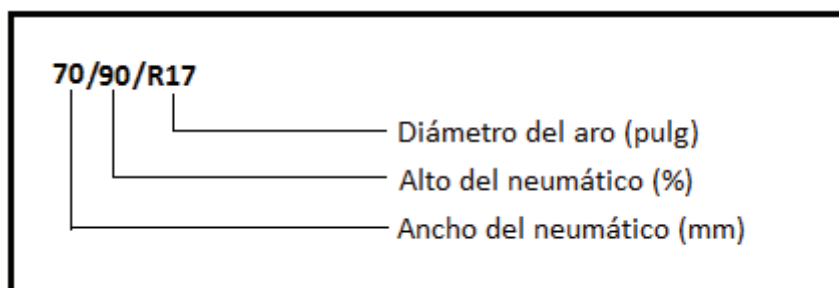 70/90/R17
Diámetro del aro (pulg)
Alto del neumático (%)
Ancho del neumático (mm)